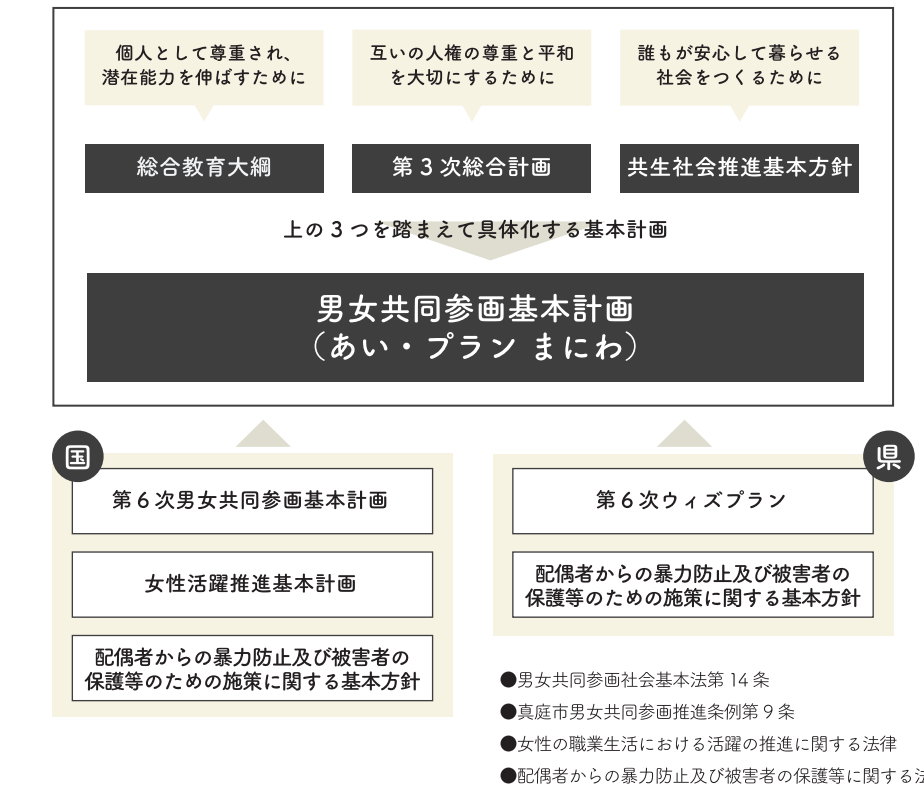 個人として尊重され、
潜在能力を伸ばすために
互いの人権の尊重と平和
を大切にするために
誰もが安心して暮らせる
社会をつくるために
総合教育大綱
第3次総合計画
共生社会推進基本方針
上の3つを踏まえて具体化する基本計画
男女共同参画基本計画
（あい・プラン まにわ）
国
第6次男女共同参画基本計画
女性活躍推進基本計画
配偶者からの暴力防止及び被害者の
保護等のための施策に関する基本方針
県
第6次ウィズプラン
配偶者からの暴力防止及び被害者の
保護等のための施策に関する基本方針
●男女共同参画社会基本法第14条
●真庭市男女共同参画推進条例第9条
●女性の職業生活における活躍の推進に関する法律
●配偶者からの暴力防止及び被害者の保護等に関する